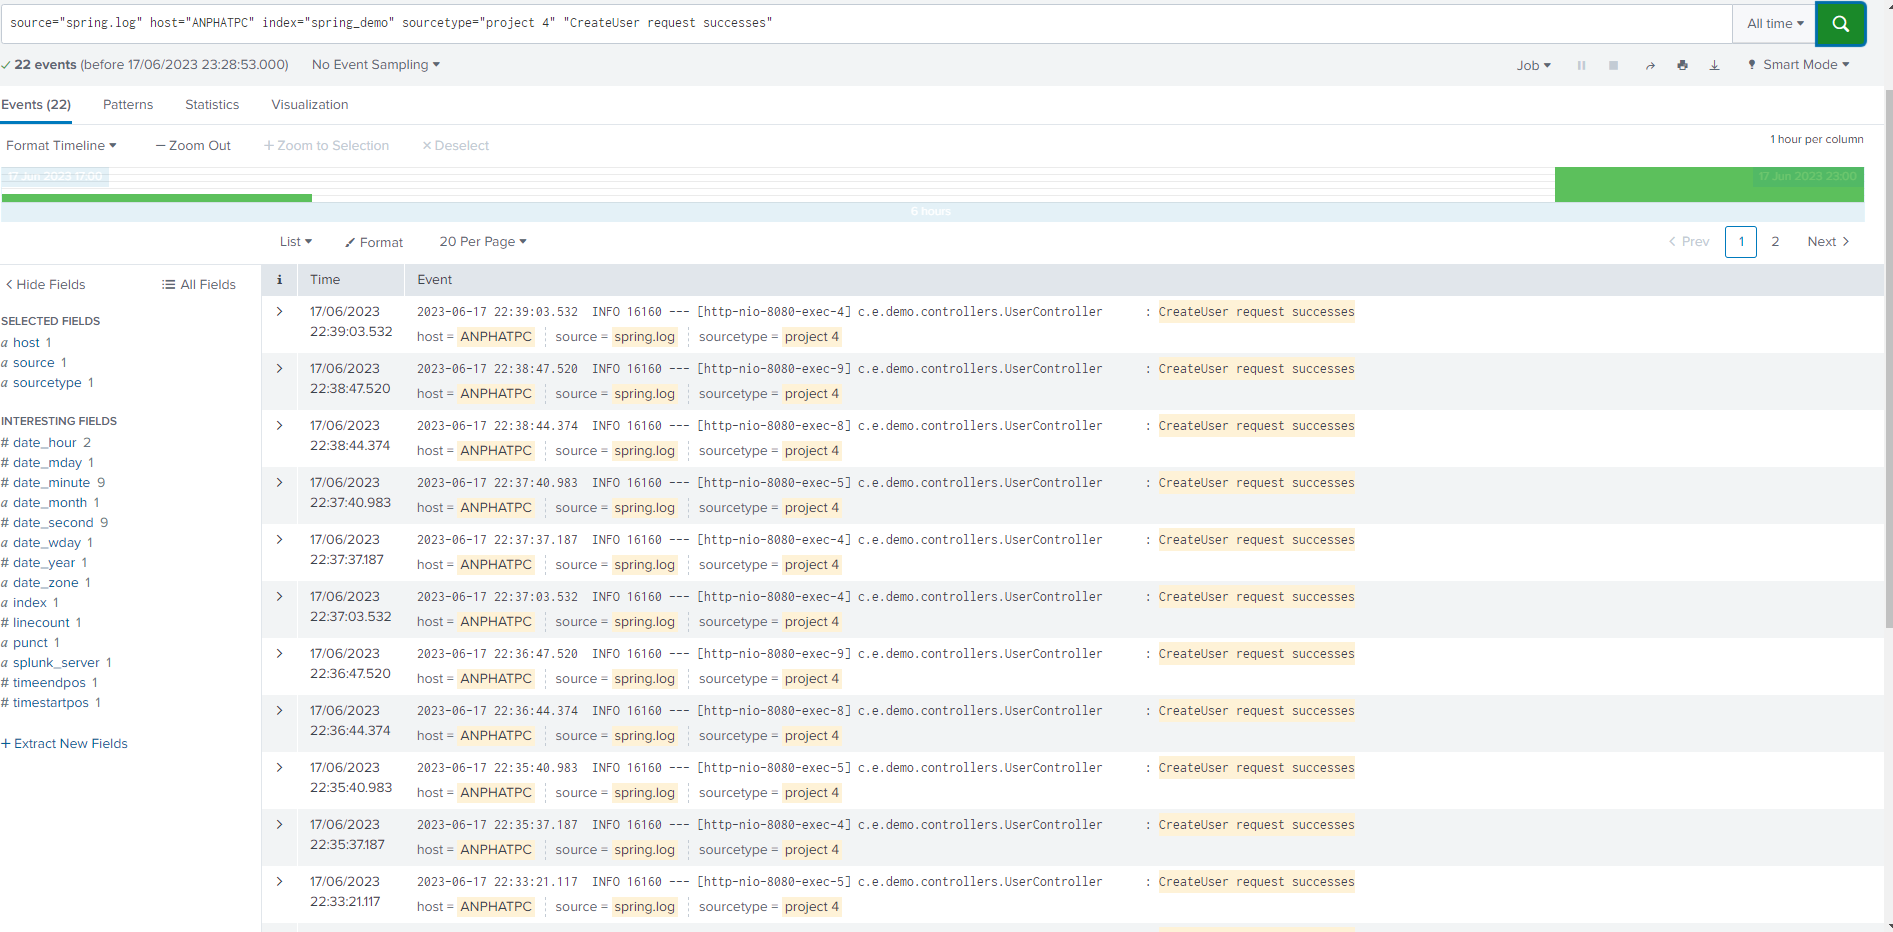 source="spring.log" host="ANPHATPC" index="spring_demo" sourcetype="project 4" "CreateUser request successes"
All time
22 events (before 17/06/2023 23:28:53.000)
No Event Sampling
Job
Smart Mode
Events (22)
Patterns
Statistics
Visualization
Format Timeline
— Zoom Out
+ Zoom to Selection
× Deselect
1 hour per column
17 Jun 2023 17:00
17 Jun 2023 23:00
6 hours
List
Format
20 Per Page
< Prev
1
2
Next >
< Hide Fields
All Fields
SELECTED FIELDS
a host 1
a source 1
a sourcetype 1
INTERESTING FIELDS
# date_hour 2
# date_mday 1
# date_minute 9
a date_month 1
# date_second 9
a date_wday 1
# date_year 1
a date_zone 1
a index 1
# linecount 1
a punct 1
a splunk_server 1
# timeendpos 1
# timestartpos 1
+ Extract New Fields
i Time Event
> 17/06/2023 2023-06-17 22:39:03.532 INFO 16160 --- [http-nio-8080-exec-4] c.e.demo.controllers.UserController : CreateUser request successes
22:39:03.532 host = ANPHATPC source = spring.log sourcetype = project 4
> 17/06/2023 2023-06-17 22:38:47.520 INFO 16160 --- [http-nio-8080-exec-9] c.e.demo.controllers.UserController : CreateUser request successes
22:38:47.520 host = ANPHATPC source = spring.log sourcetype = project 4
> 17/06/2023 2023-06-17 22:38:44.374 INFO 16160 --- [http-nio-8080-exec-8] c.e.demo.controllers.UserController : CreateUser request successes
22:38:44.374 host = ANPHATPC source = spring.log sourcetype = project 4
> 17/06/2023 2023-06-17 22:37:40.983 INFO 16160 --- [http-nio-8080-exec-5] c.e.demo.controllers.UserController : CreateUser request successes
22:37:40.983 host = ANPHATPC source = spring.log sourcetype = project 4
> 17/06/2023 2023-06-17 22:37:37.187 INFO 16160 --- [http-nio-8080-exec-4] c.e.demo.controllers.UserController : CreateUser request successes
22:37:37.187 host = ANPHATPC source = spring.log sourcetype = project 4
> 17/06/2023 2023-06-17 22:37:03.532 INFO 16160 --- [http-nio-8080-exec-4] c.e.demo.controllers.UserController : CreateUser request successes
22:37:03.532 host = ANPHATPC source = spring.log sourcetype = project 4
> 17/06/2023 2023-06-17 22:36:47.520 INFO 16160 --- [http-nio-8080-exec-9] c.e.demo.controllers.UserController : CreateUser request successes
22:36:47.520 host = ANPHATPC source = spring.log sourcetype = project 4
> 17/06/2023 2023-06-17 22:36:44.374 INFO 16160 --- [http-nio-8080-exec-8] c.e.demo.controllers.UserController : CreateUser request successes
22:36:44.374 host = ANPHATPC source = spring.log sourcetype = project 4
> 17/06/2023 2023-06-17 22:35:40.983 INFO 16160 --- [http-nio-8080-exec-5] c.e.demo.controllers.UserController : CreateUser request successes
22:35:40.983 host = ANPHATPC source = spring.log sourcetype = project 4
> 17/06/2023 2023-06-17 22:35:37.187 INFO 16160 --- [http-nio-8080-exec-4] c.e.demo.controllers.UserController : CreateUser request successes
22:35:37.187 host = ANPHATPC source = spring.log sourcetype = project 4
> 17/06/2023 2023-06-17 22:33:21.117 INFO 16160 --- [http-nio-8080-exec-5] c.e.demo.controllers.UserController : CreateUser request successes
22:33:21.117 host = ANPHATPC source = spring.log sourcetype = project 4